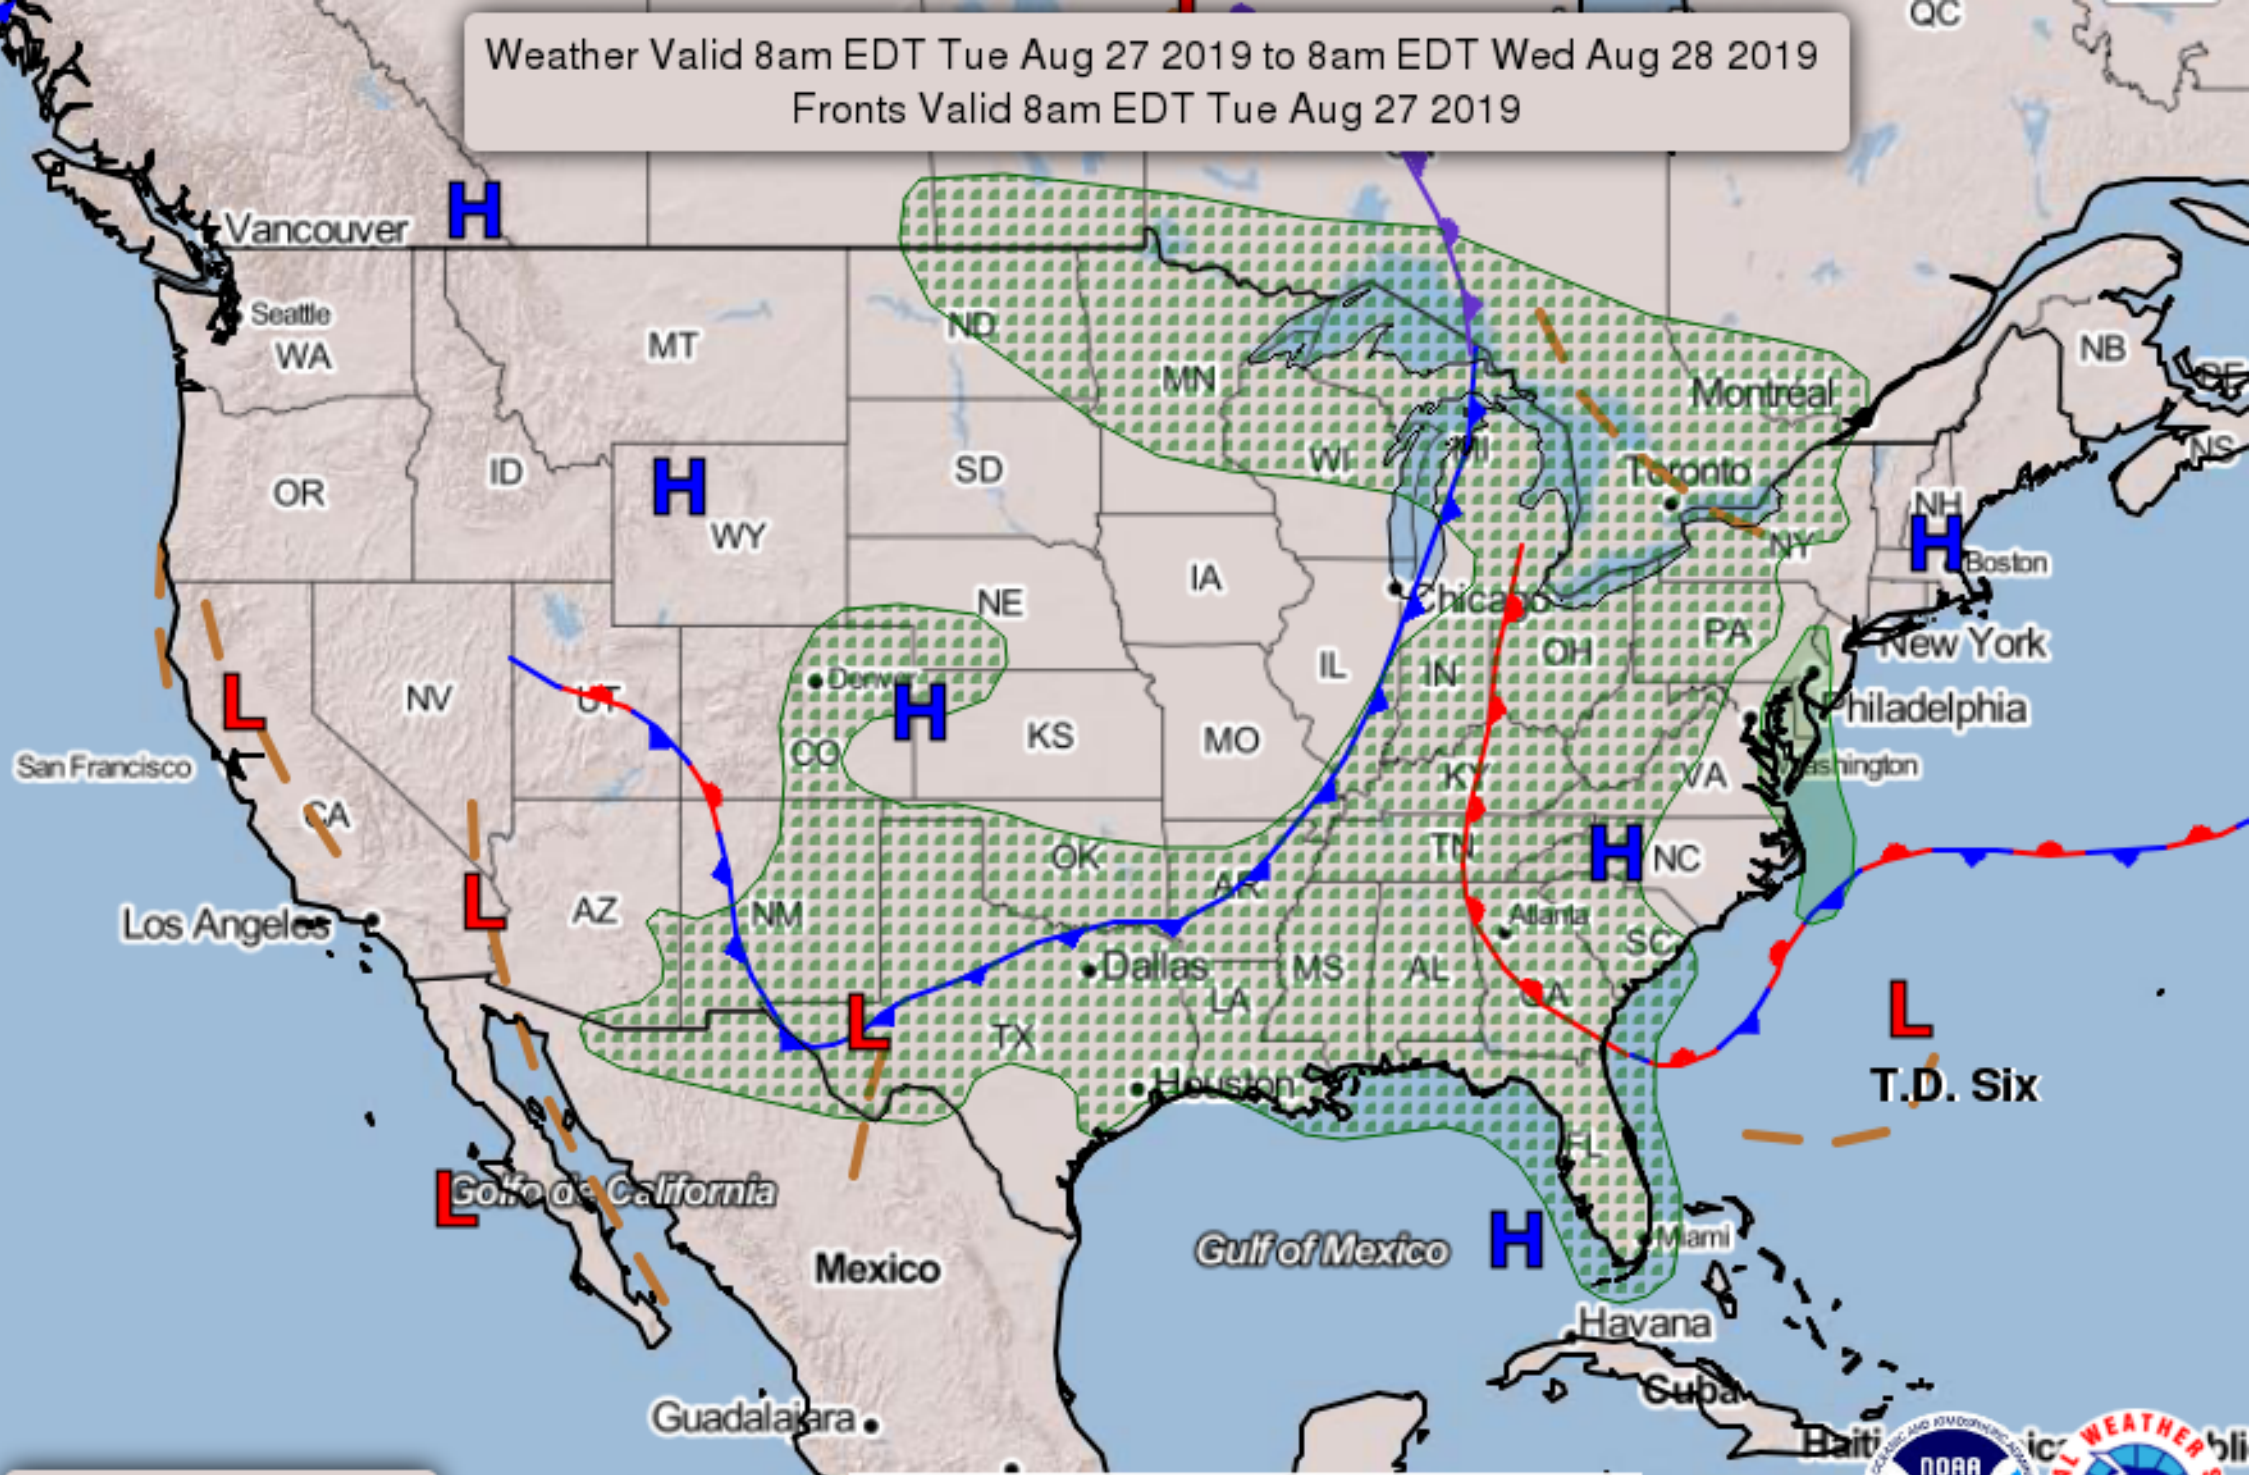 QC
Weather Valid 8am EDT Tue Aug 27 2019 to 8am EDT Wed Aug 28 2019
Fronts Valid 8am EDT Tue Aug 27 2019
L
H
Vancouver
Seattle
WA
MT
ND
MN
Montréal
NB
NS
OR
ID
H
WY
SD
WI
MI
Toronto
NY
NH
H
Boston
IA
NE
Chicago
PA
New York
OH
IL
IN
L
NV
UT
Denver
H
CO
KS
MO
Philadelphia
San Francisco
CA
KY
VA
Washington
OK
TN
H
NC
L
Los Angeles
AZ
NM
AR
Atlanta
SC
Dallas
MS
AL
LA
GA
L
TX
L
T.D. Six
Houston
FL
L
Golfo de California
Mexico
Gulf of Mexico
H
Miami
Havana
Cuba
Guadalajara
Haiti
WEATHER
NOAA